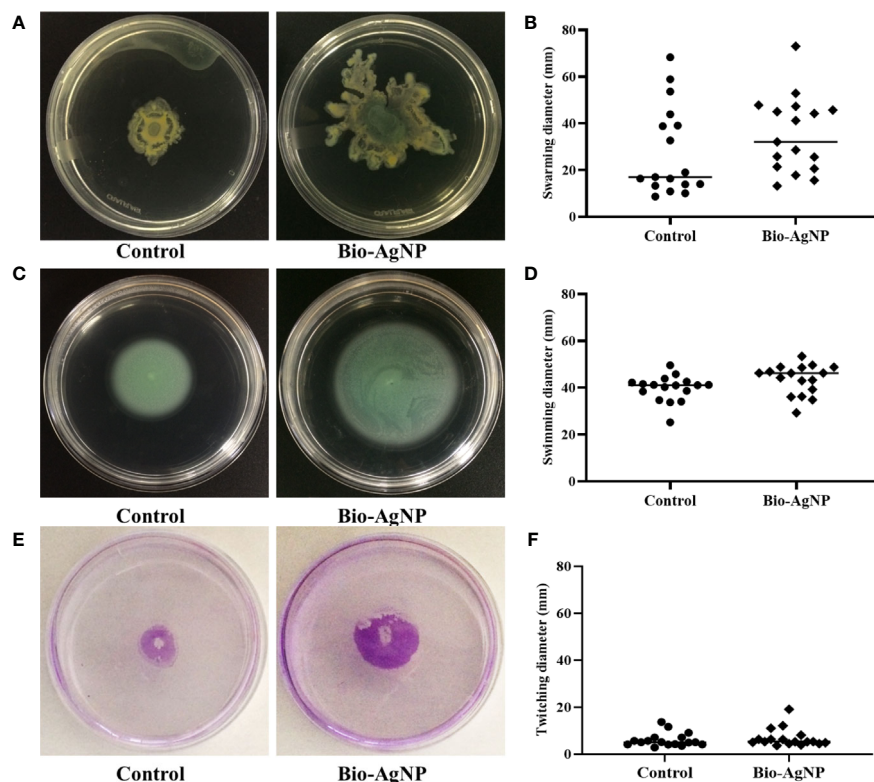 A
Control
Bio-AgNP
B
Swarming diameter (mm)
80
60
40
20
0
Control
Bio-AgNP
C
Control
Bio-AgNP
D
Swimming diameter (mm)
80
60
40
20
0
Control
Bio-AgNP
E
Control
Bio-AgNP
F
Twitching diameter (mm)
80
60
40
20
0
Control
Bio-AgNP